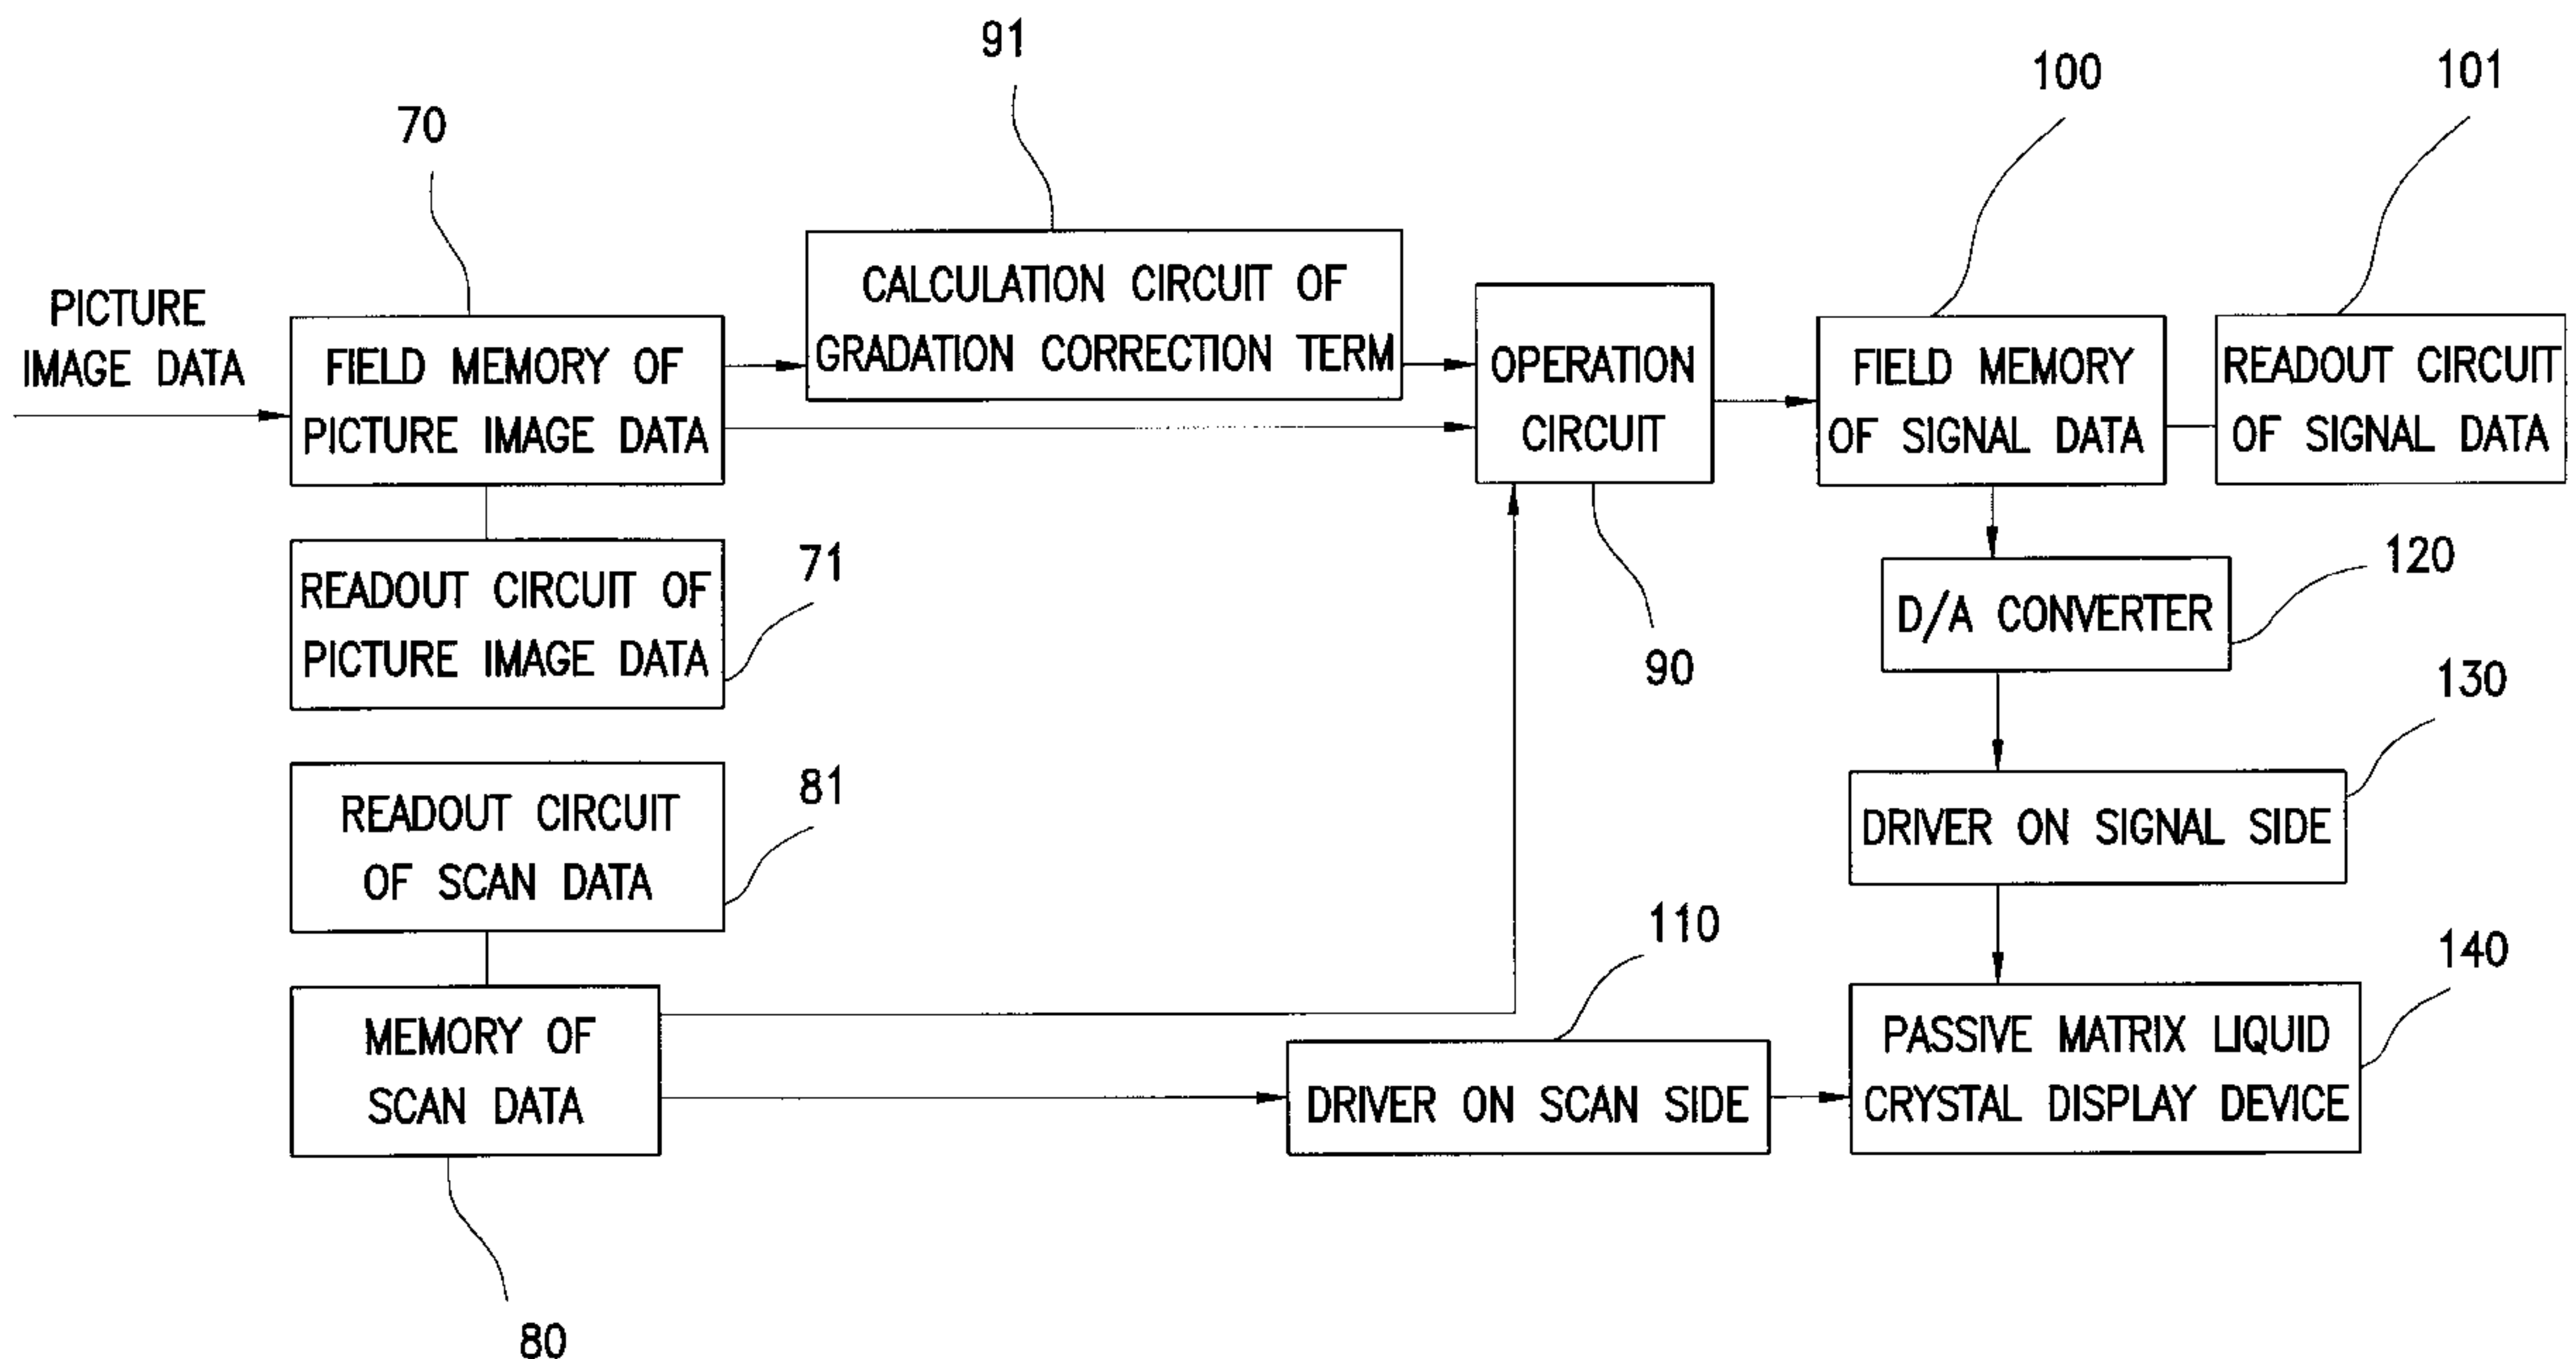 91
100
101
70
CALCULATION CIRCUIT OF
GRADATION CORRECTION TERM
PICTURE
IMAGE DATA
FIELD MEMORY OF
PICTURE IMAGE DATA
OPERATION
CIRCUIT
FIELD MEMORY
OF SIGNAL DATA
READOUT CIRCUIT
OF SIGNAL DATA
READOUT CIRCUIT OF
PICTURE IMAGE DATA
71
90
D/A CONVERTER
120
130
READOUT CIRCUIT
OF SCAN DATA
81
DRIVER ON SIGNAL SIDE
110
140
MEMORY OF
SCAN DATA
DRIVER ON SCAN SIDE
PASSIVE MATRIX LIQUID
CRYSTAL DISPLAY DEVICE
80